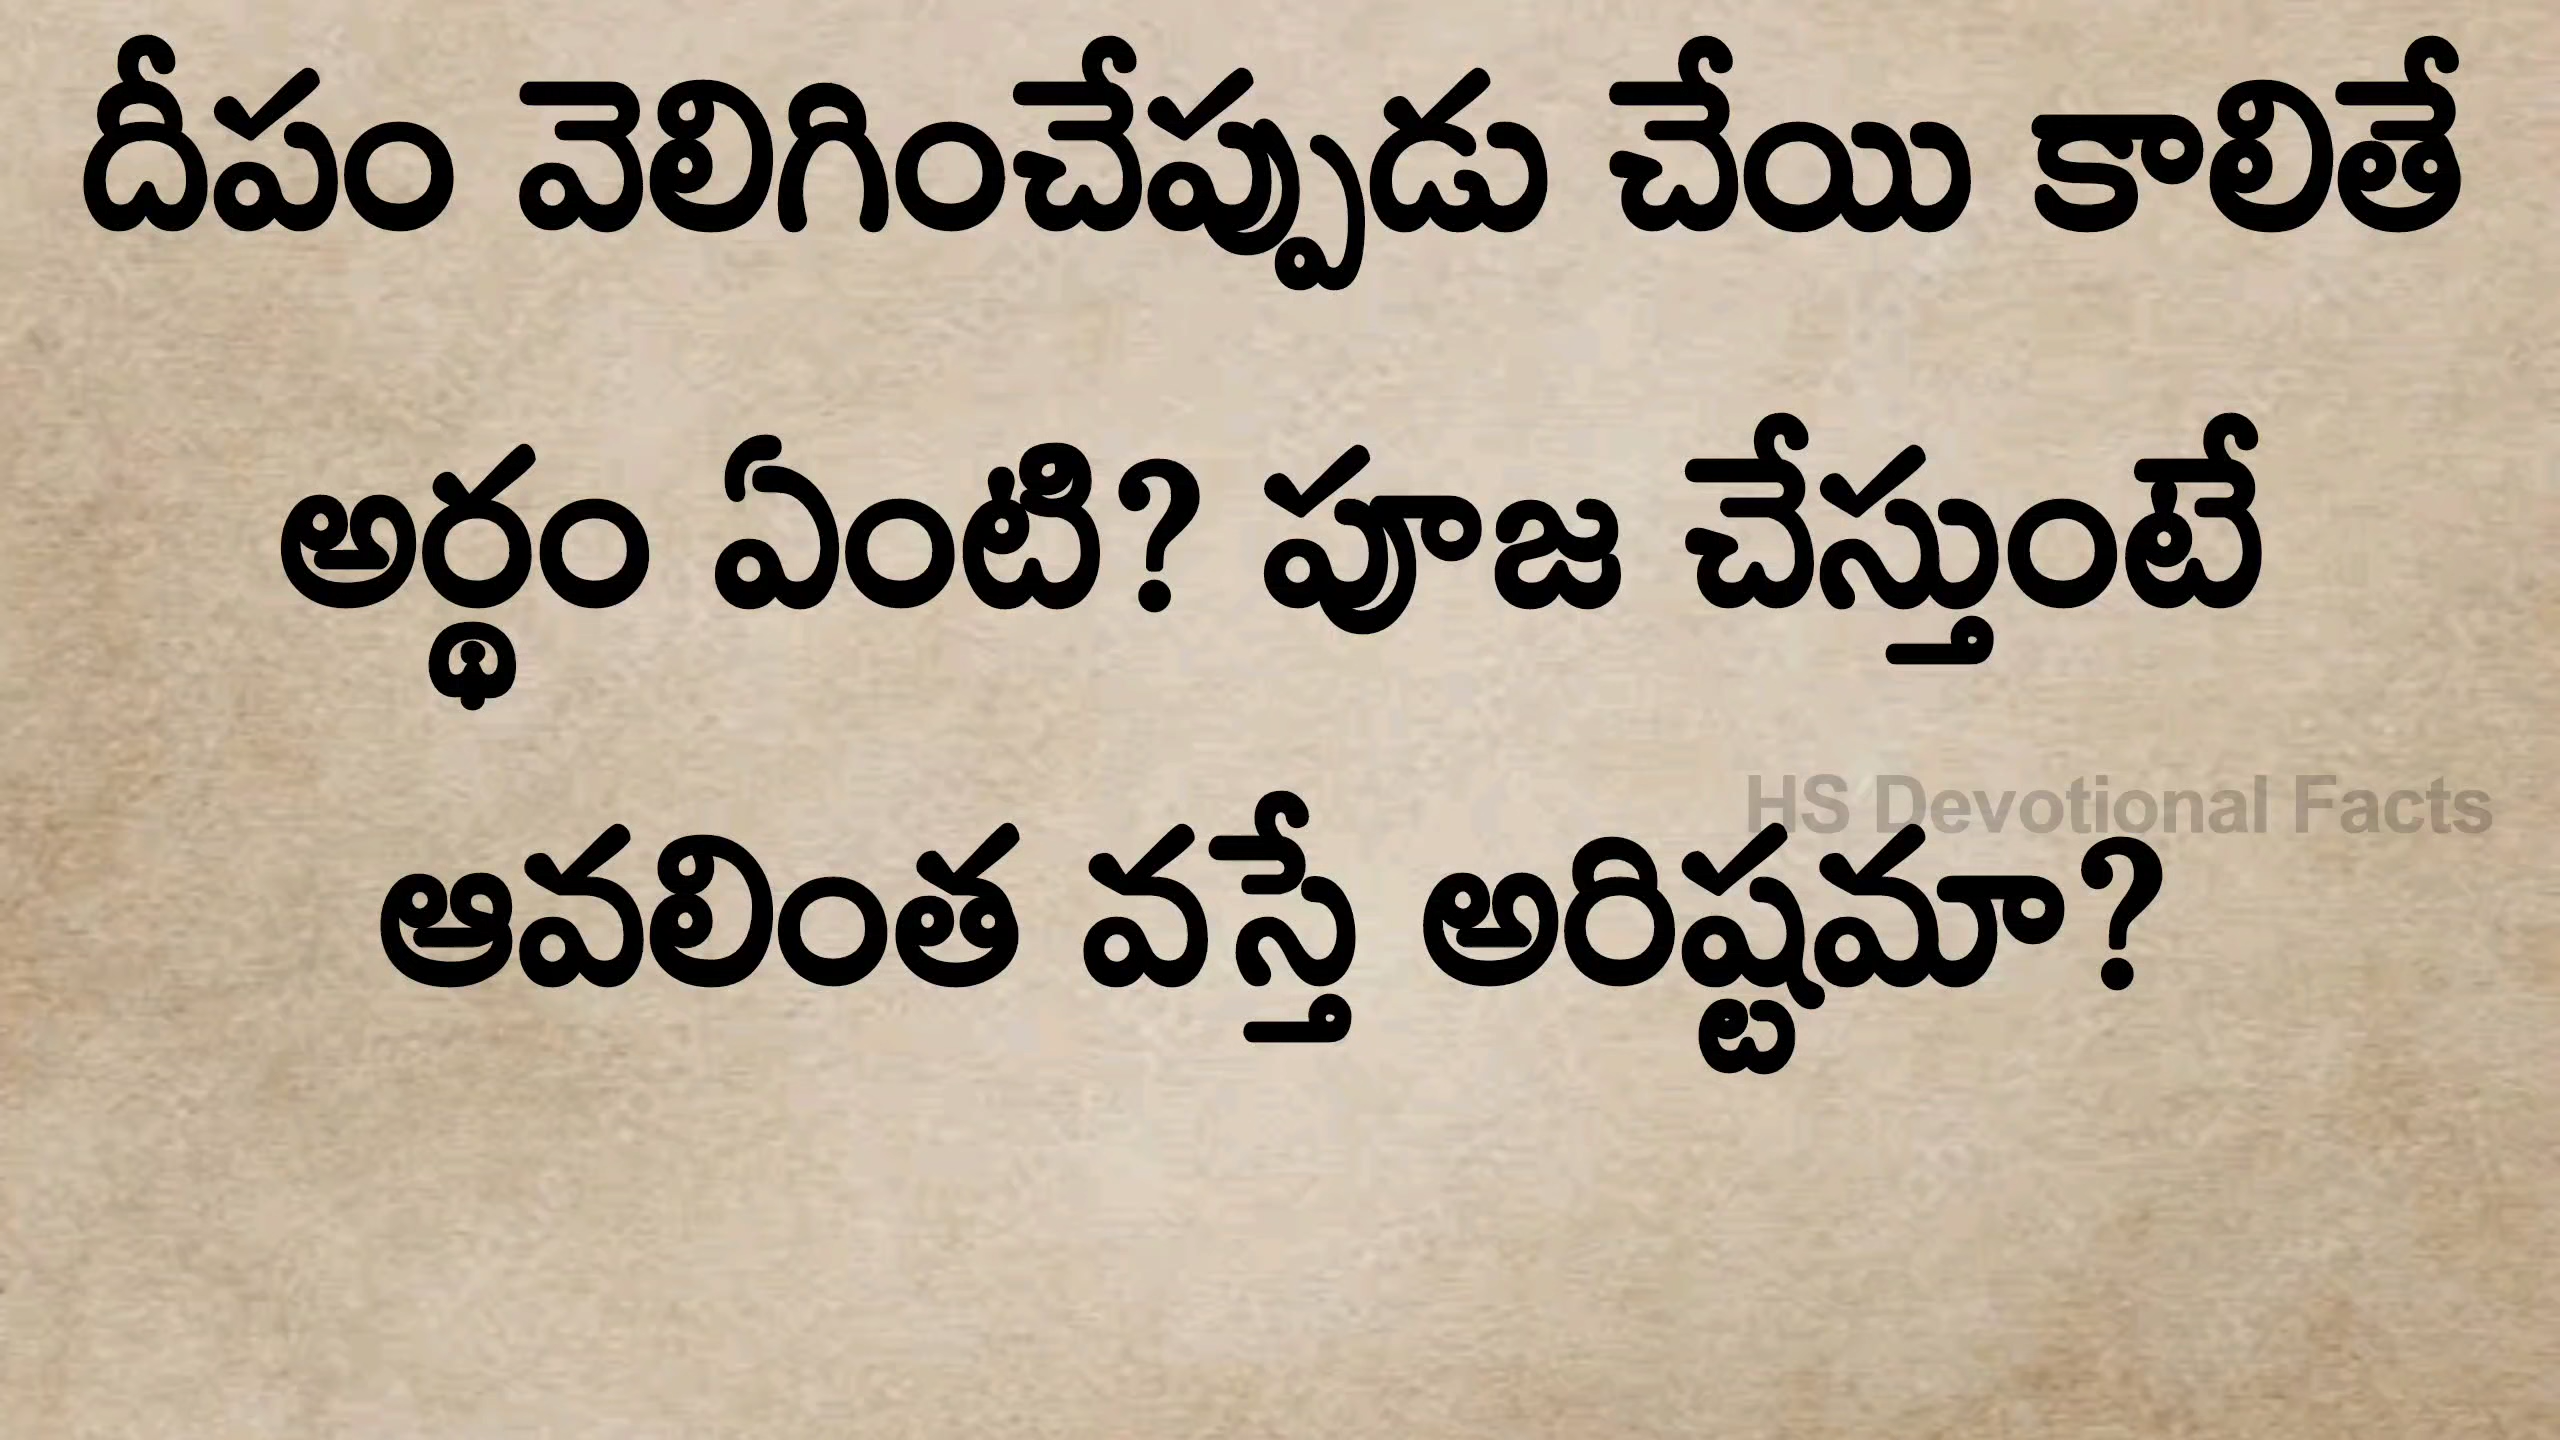 దీపం వెలిగించేప్పుడు చేయి కాలితే
అర్థం ఏంటి? పూజ చేస్తుంటే
HS Devotional Facts
ఆవలింత వస్తే అరిష్టమా?